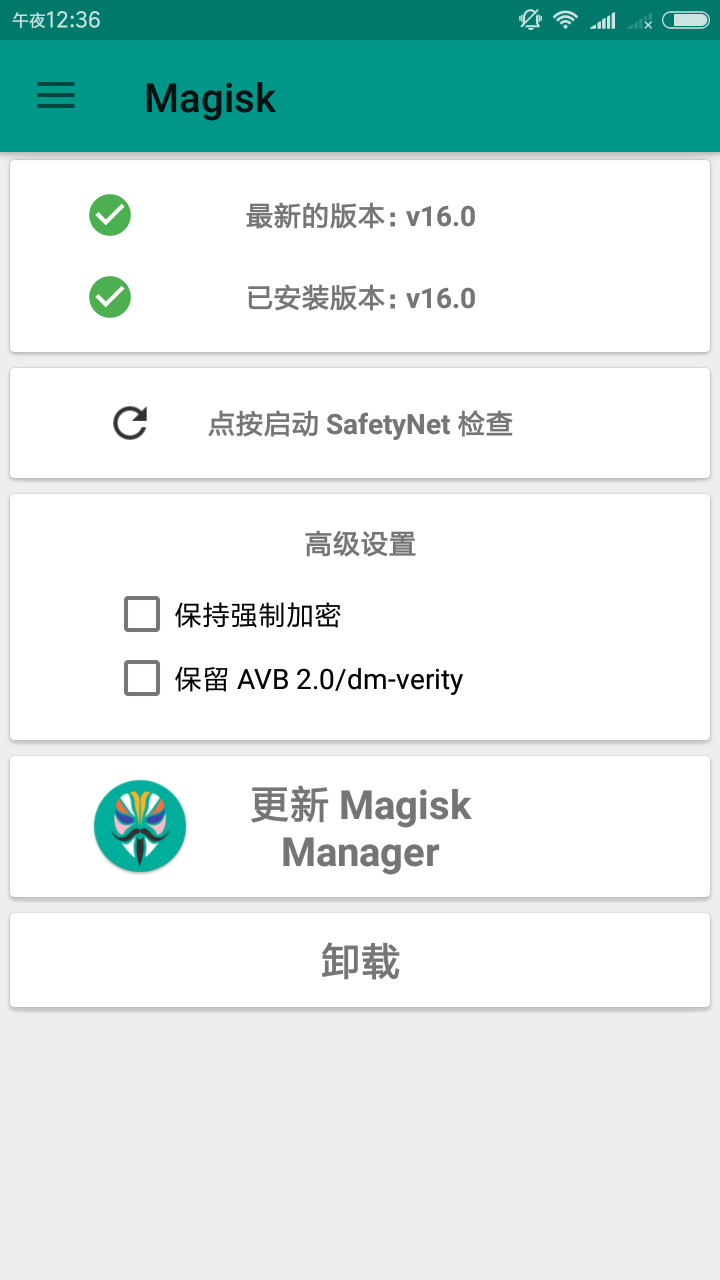 午夜12:36
Magisk
最新的版本: v16.0
已安装版本: v16.0
点按启动 SafetyNet 检查
高级设置
保持强制加密
保留 AVB 2.0/dm-verity
更新 Magisk
Manager
卸载